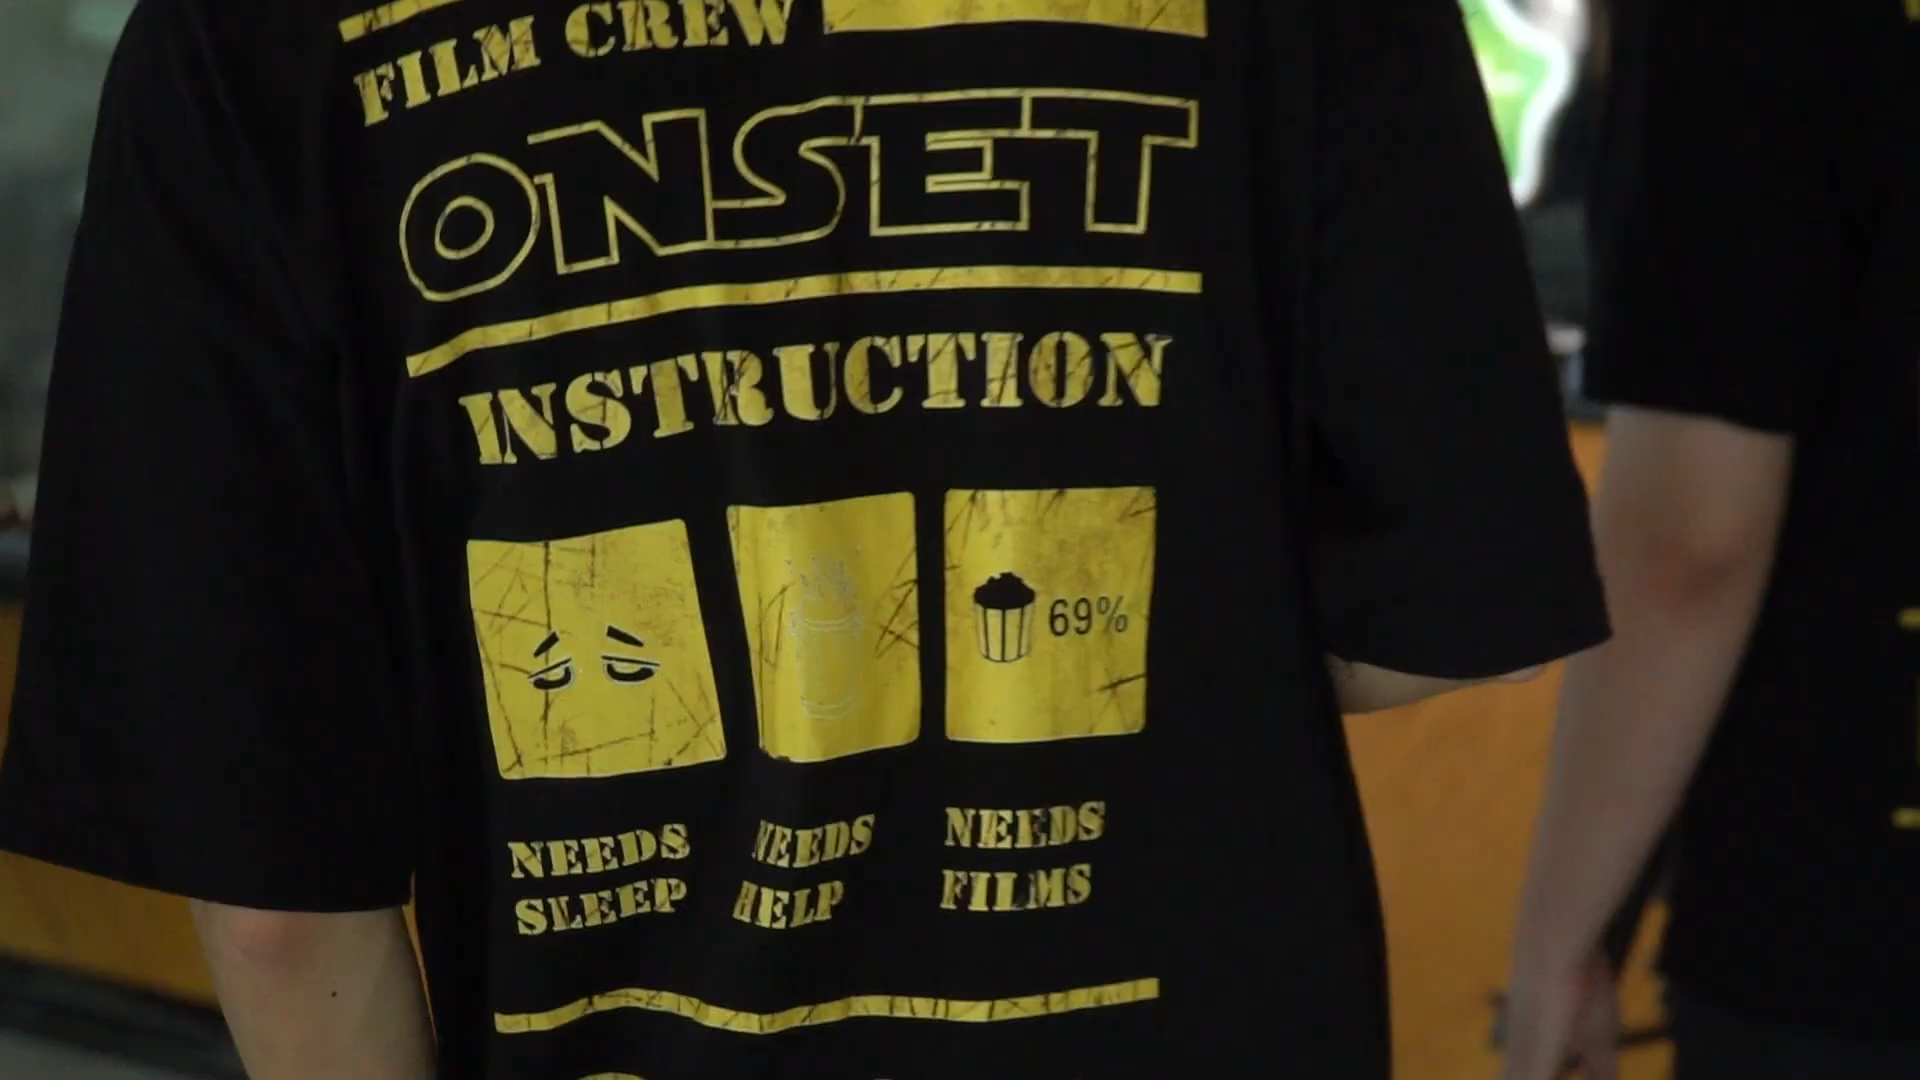 FILM CREW
ONSET
INSTRUCTION
69%
NEEDS SLEEP
NEEDS HELP
NEEDS FILMS